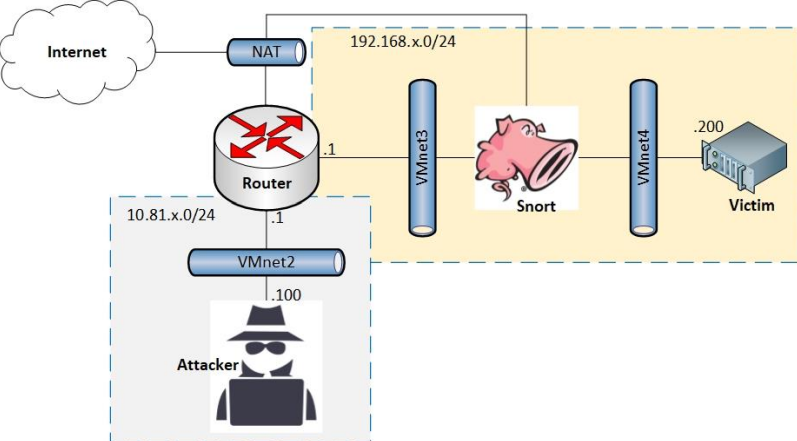 Internet
NAT
192.168.x.0/24
.1
VMnet3
VMnet4
.200
Router
Snort
Victim
10.81.x.0/24
.1
VMnet2
.100
Attacker